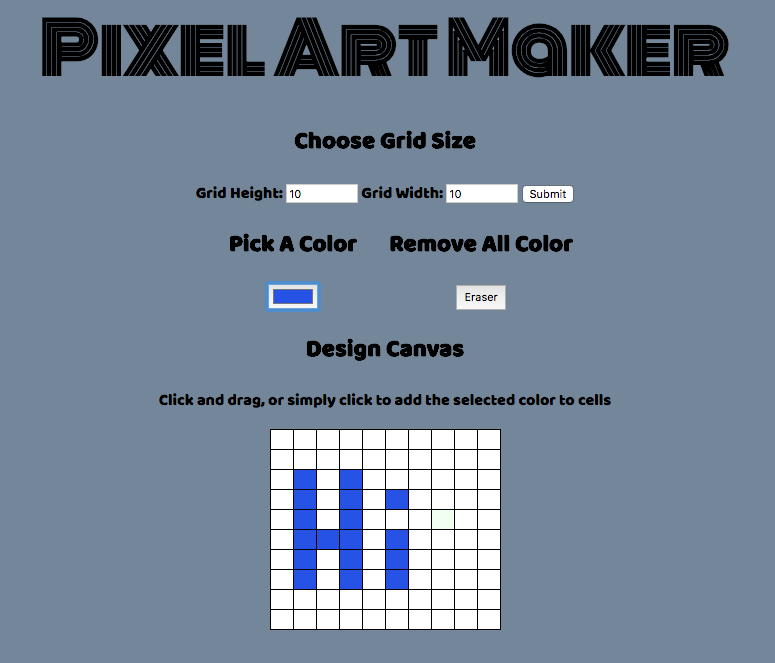 Pixel Art Maker
Choose Grid Size
Grid Height: 10 Grid Width: 10 Submit
Pick A Color Remove All Color
Eraser
Design Canvas
Click and drag, or simply click to add the selected color to cells
Hi